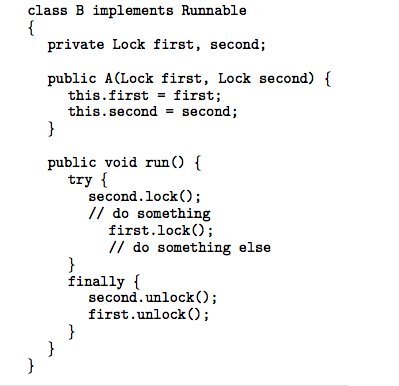 class B implements Runnable
{
private Lock first, second;
public A(Lock first, Lock second) {
this.first = first;
this.second = second;
}
public void run() {
try {
second.lock();
// do something
first.lock();
// do something else
}
finally {
second.unlock();
first.unlock();
}
}
}